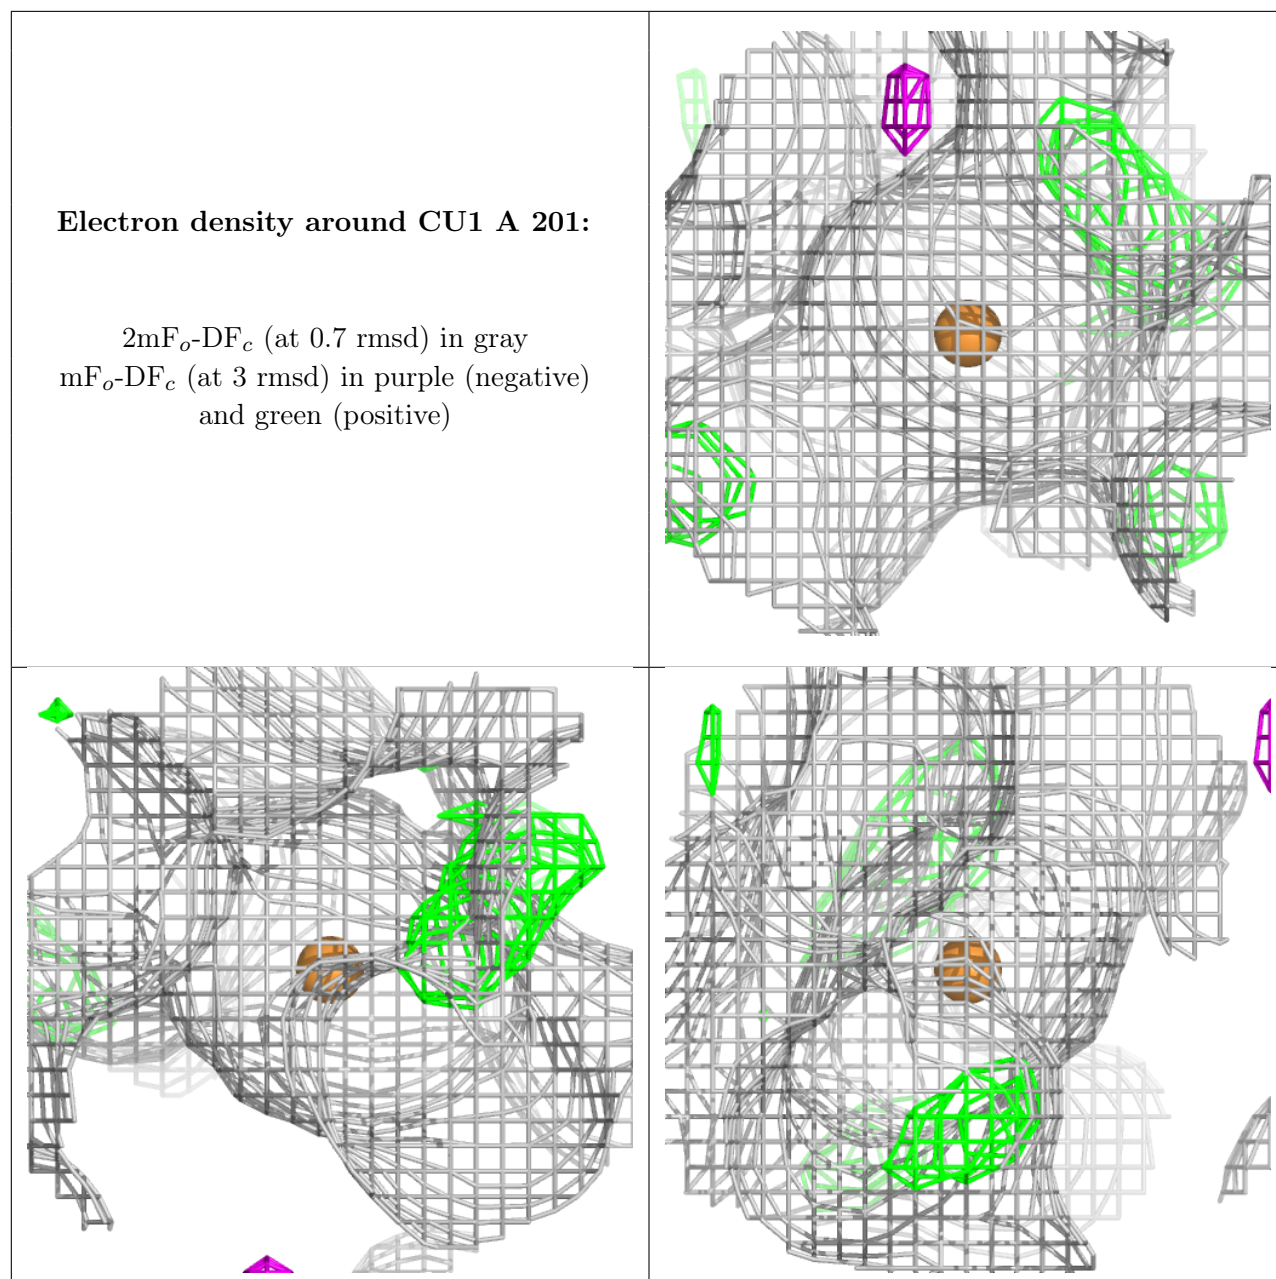 Electron density around CU1 A 201:
2mFo-DFc (at 0.7 rmsd) in gray
mFo-DFc (at 3 rmsd) in purple (negative)
and green (positive)